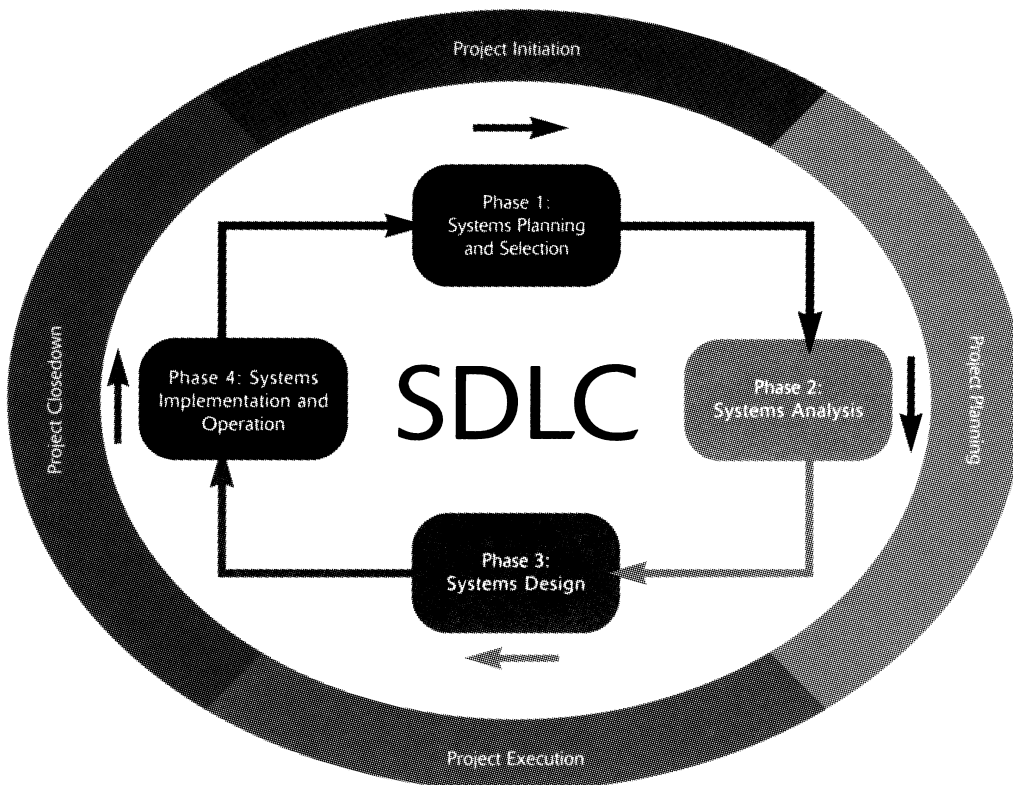 Project Initiation
Phase 1:
Systems Planning
and Selection
Project Closedown
Phase 4: Systems
Implementation and
Operation
SDLC
Phase 2:
Systems Analysis
Project Planning
Phase 3:
Systems Design
Project Execution